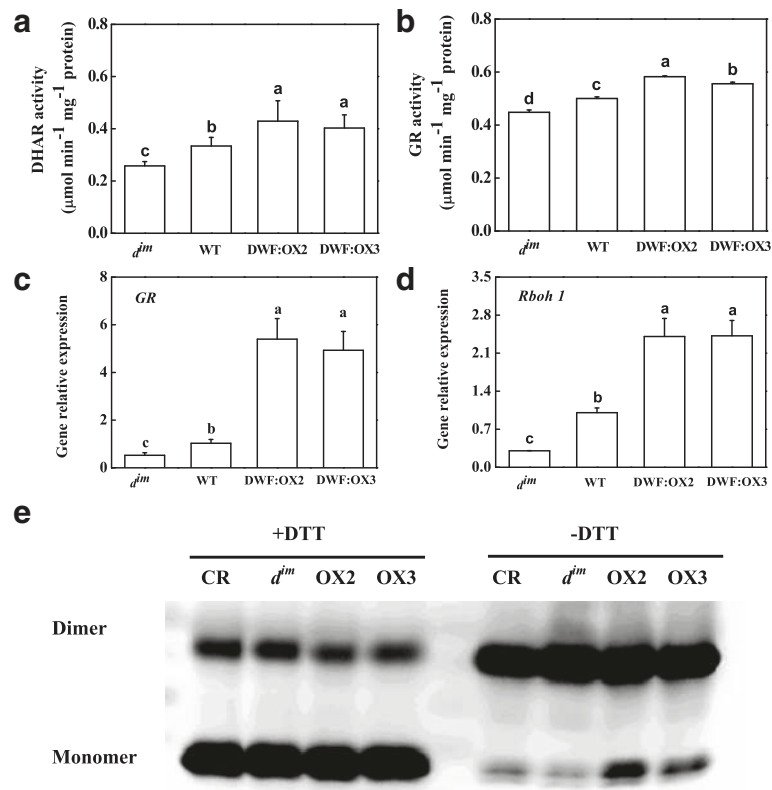 a
DHAR activity
(μmol min-1 mg-1 protein)
0.8
0.6
0.4
0.2
0.0
c
b
a
a
dim
WT
DWF:OX2
DWF:OX3
b
GR activity
(μmol min-1 mg-1 protein)
0.8
0.6
0.4
0.2
0.0
d
c
a
b
dim
WT
DWF:OX2
DWF:OX3
c
Gene relative expression
8
6
4
2
0
GR
c
b
a
a
dim
WT
DWF:OX2
DWF:OX3
d
Gene relative expression
3.5
2.8
2.1
1.4
0.7
0.0
Rboh 1
c
b
a
a
dim
WT
DWF:OX2
DWF:OX3
e
+DTT
-DTT
CR dim OX2 OX3
CR dim OX2 OX3
Dimer
Monomer